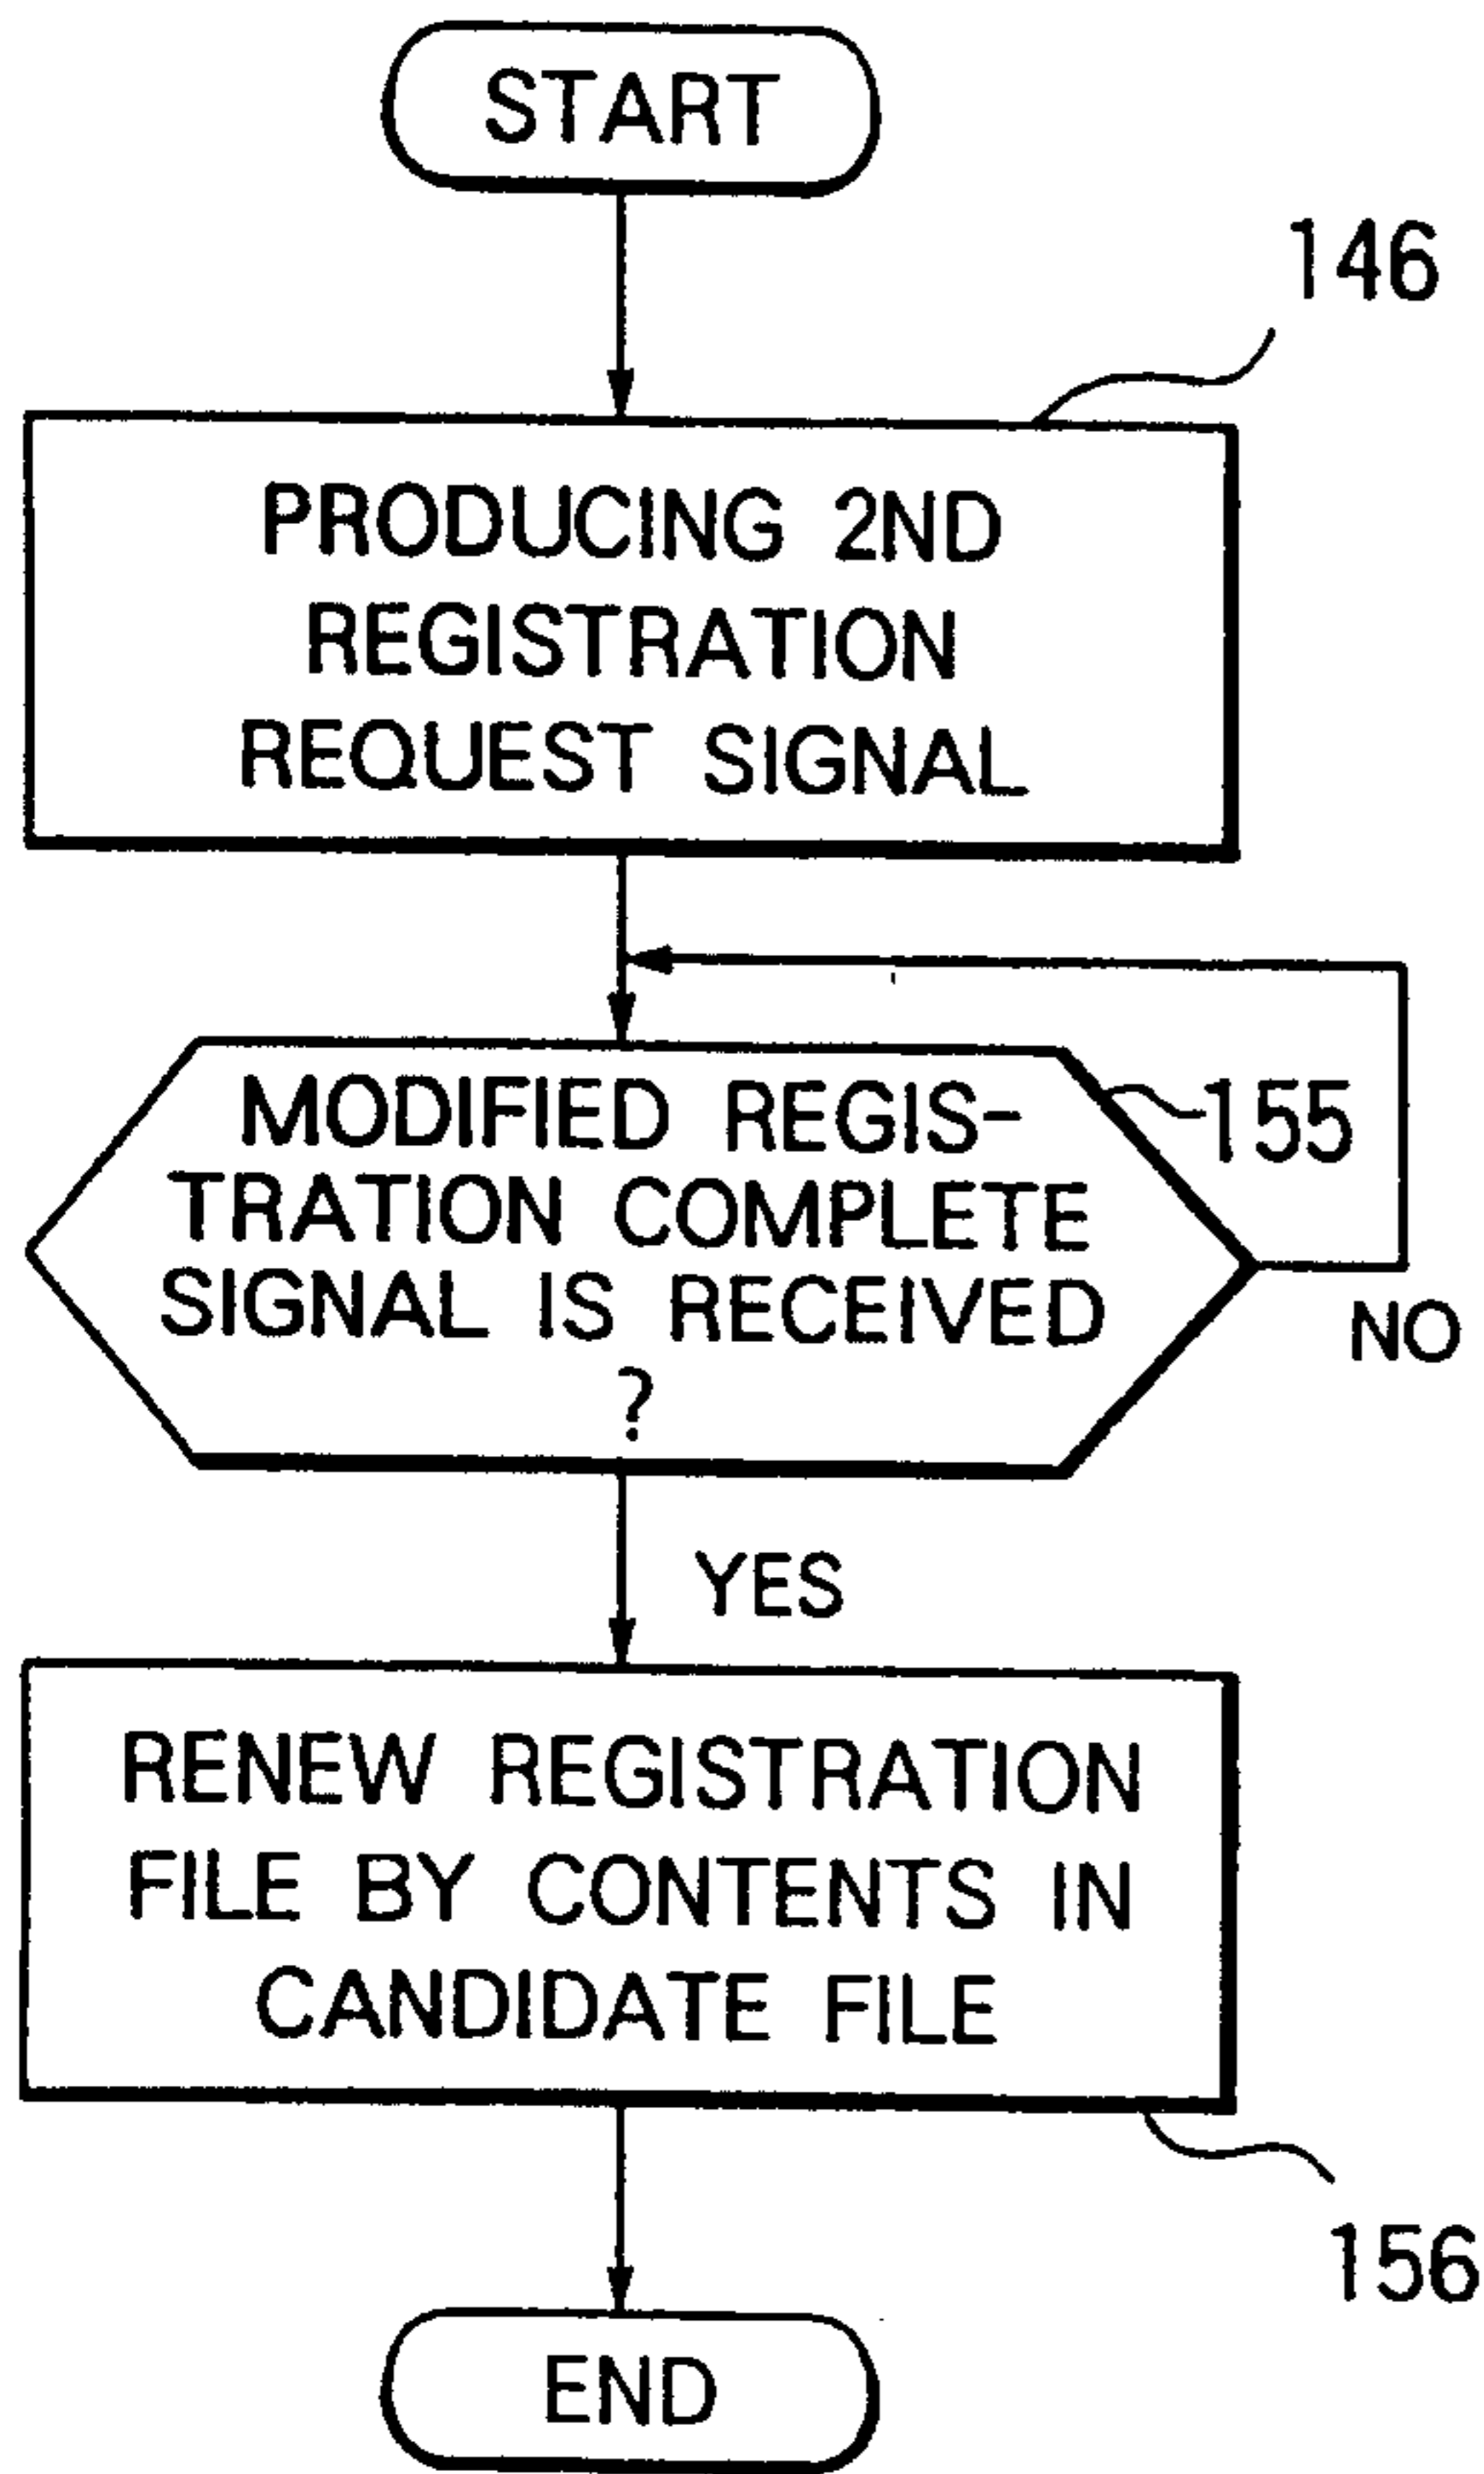 START
146
PRODUCING 2ND
REGISTRATION
REQUEST SIGNAL
MODIFIED REGIS-
155
TRATION COMPLETE
SIGNAL IS RECEIVED
?
NO
YES
RENEW REGISTRATION
FILE BY CONTENTS IN
CANDIDATE FILE
156
END